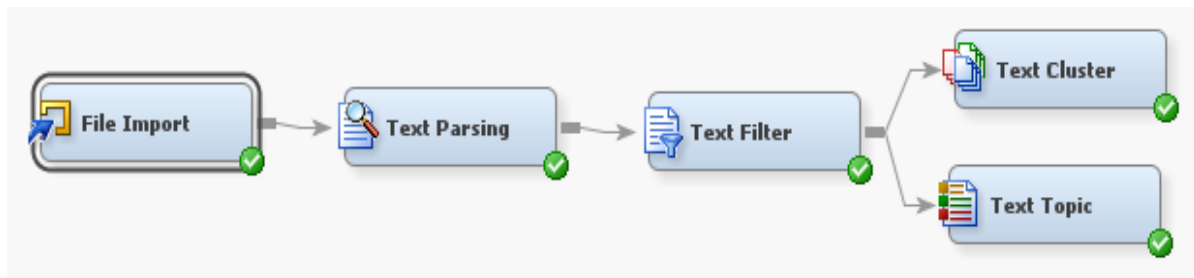 File Import
Text Parsing
Text Filter
Text Cluster
Text Topic